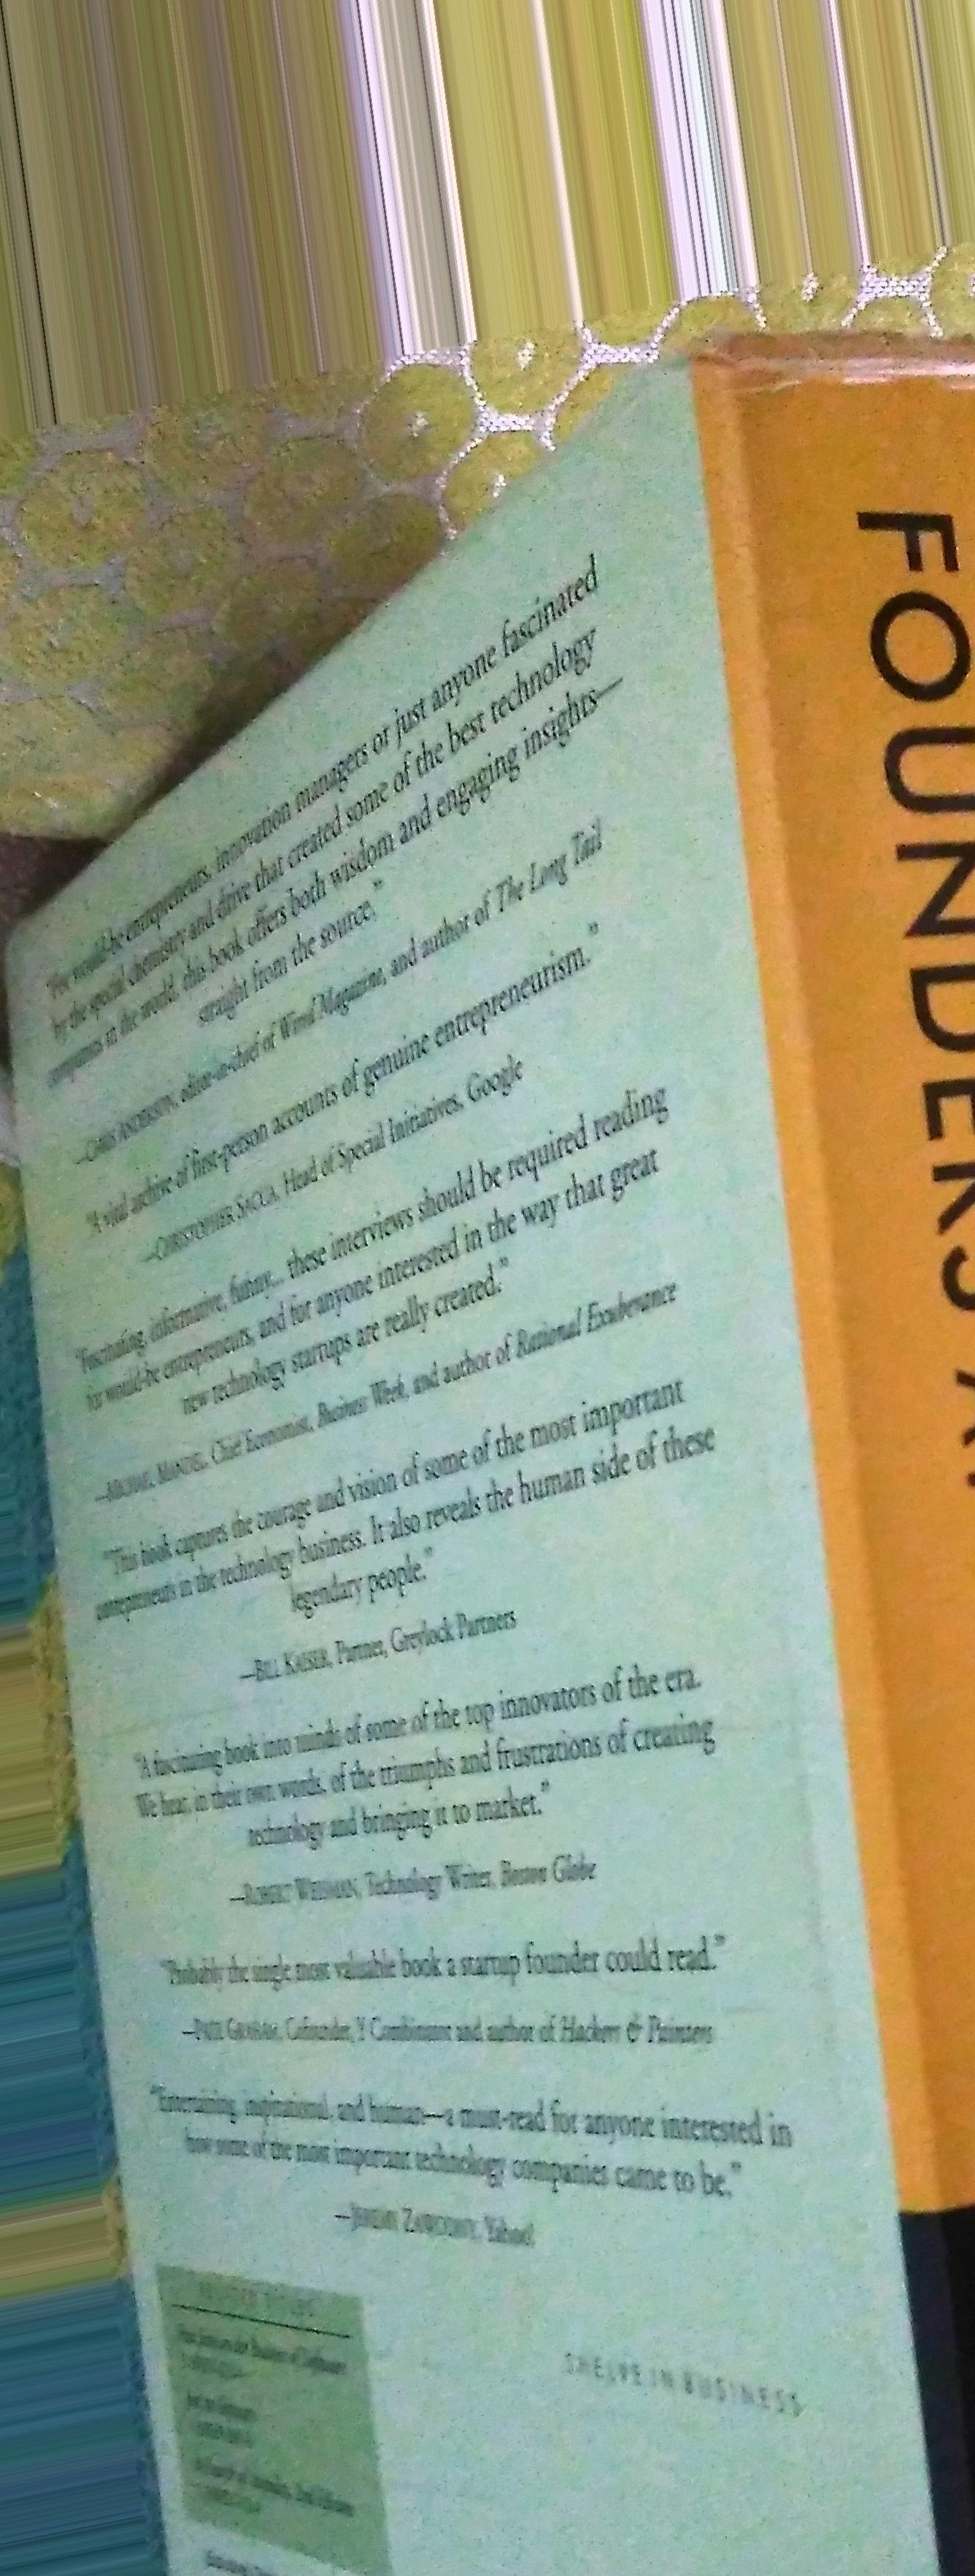 "For would-be entrepreneurs, innovation managers or just anyone fascinated
by the special chemistry and drive that created some of the best technology
companies in the world, this book offers both wisdom and engaging insights—
straight from the source."
—CHRIS ANDERSON, editor-in-chief of Wired Magazine, and author of The Long Tail
"A vital archive of first-person accounts of genuine entrepreneurism."
—CHRISTOPHER SACCA, Head of Special Initiatives, Google
"Fascinating, informative, funny... these interviews should be required reading
for would-be entrepreneurs, and for anyone interested in the way that great
new technology startups are really created."
—MICHAEL MANDEL, Chief Economist, Business Week, and author of Rational Exuberance
"This book captures the courage and vision of some of the most important
entrepreneurs in the technology business. It also reveals the human side of these
legendary people."
—BILL KAISER, Partner, Greylock Partners
"A fascinating book into minds of some of the top innovators of the era.
We hear, in their own words, of the triumphs and frustrations of creating
technology and bringing it to market."
—ROBERT WEISMAN, Technology Writer, Boston Globe
"Probably the single most valuable book a startup founder could read."
—PAUL GRAHAM, Cofounder, Y Combinator and author of Hackers & Painters
"Entertaining, inspirational, and human—a must-read for anyone interested in
how some of the most important technology companies came to be."
—JEREMY ZAWODNY, Yahoo!
SHELVE IN BUSINESS
FOUNDERS